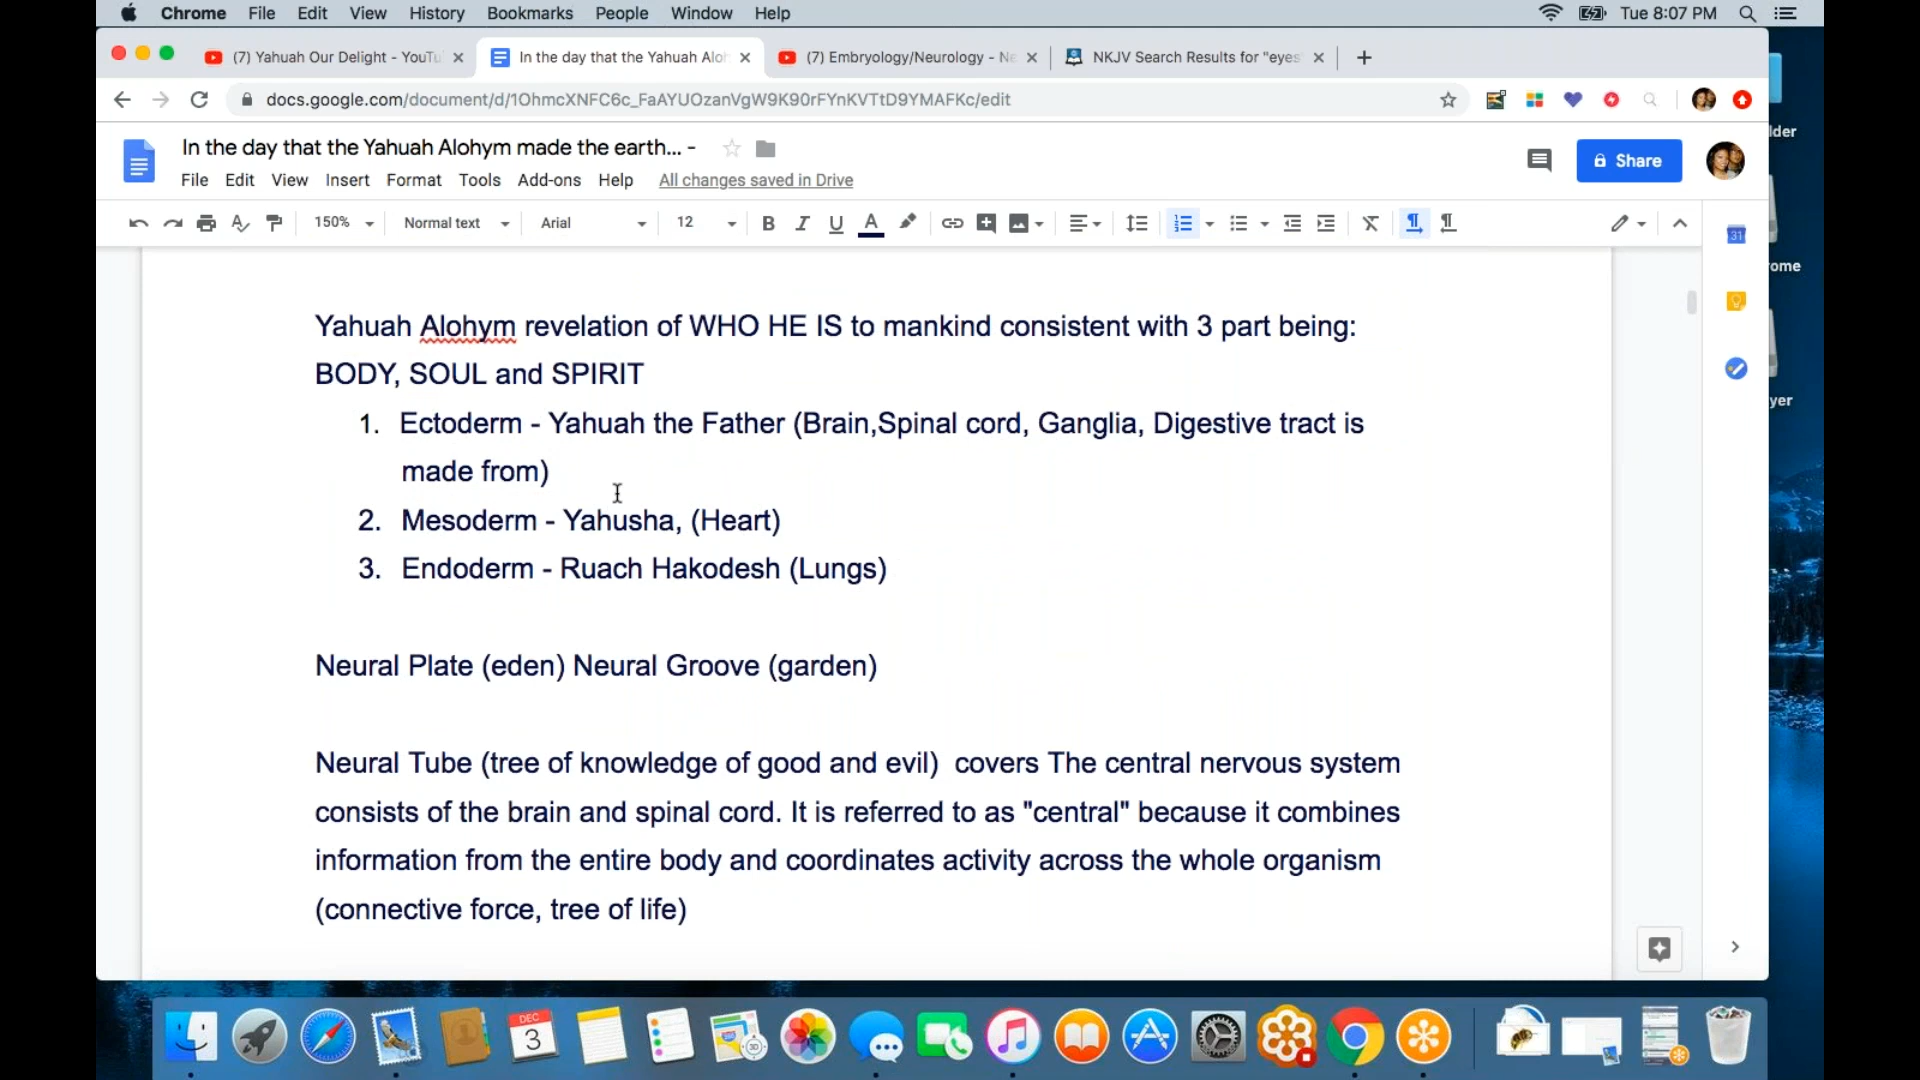 Chrome File Edit View History Bookmarks People Window Help Tue 8:07 PM
(7) Yahuah Our Delight - YouTu
In the day that the Yahuah Aloh
(7) Embryology/Neurology - Ne
NKJV Search Results for "eyes"
docs.google.com/document/d/1OhmcXNFC6c_FaAYUOzanVgW9K90rFYnKVTtD9YMAFKc/edit
In the day that the Yahuah Alohym made the earth... -
Share
File Edit View Insert Format Tools Add-ons Help All changes saved in Drive
150% Normal text Arial 12 B I U A
31
lder
ome
yer
Yahuah Alohym revelation of WHO HE IS to mankind consistent with 3 part being:
BODY, SOUL and SPIRIT
1. Ectoderm - Yahuah the Father (Brain,Spinal cord, Ganglia, Digestive tract is
made from)
2. Mesoderm - Yahusha, (Heart)
3. Endoderm - Ruach Hakodesh (Lungs)
Neural Plate (eden) Neural Groove (garden)
Neural Tube (tree of knowledge of good and evil)  covers The central nervous system
consists of the brain and spinal cord. It is referred to as "central" because it combines
information from the entire body and coordinates activity across the whole organism
(connective force, tree of life)
DEC
3
3D